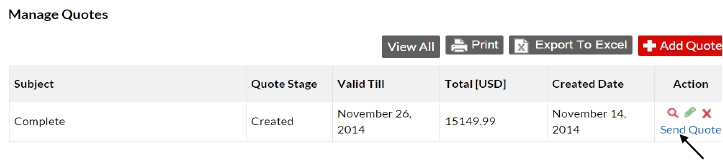 Manage Quotes
View All Print Export To Excel Add Quote
Subject Quote Stage Valid Till Total [USD] Created Date Action
Complete Created November 26, 2014 15149.99 November 14, 2014
Send Quote